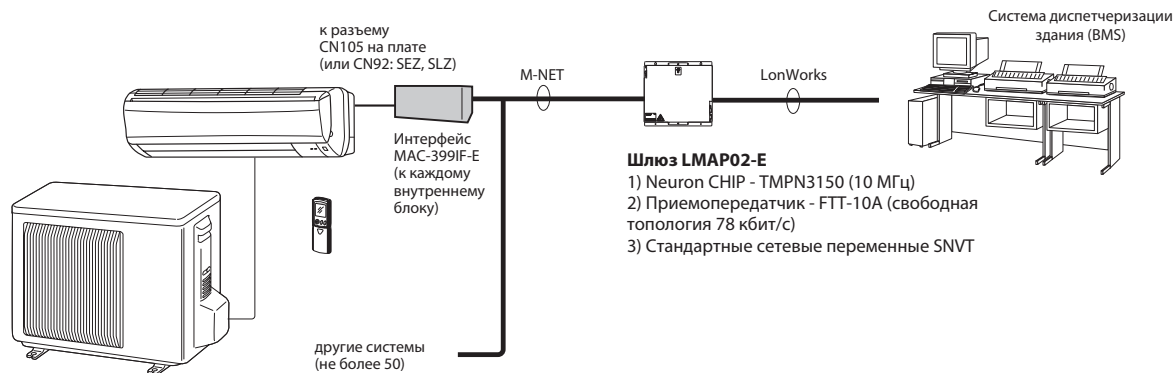 к разъему
CN105 на плате
(или CN92: SEZ, SLZ)
M-NET
LonWorks
Система диспетчеризации
здания (BMS)
Интерфейс
MAC-399IF-E
(к каждому
внутреннему
блоку)
Шлюз LMAP02-E
1) Neuron CHIP - TMPN3150 (10 МГц)
2) Приемопередатчик - FTT-10A (свободная
топология 78 кбит/с)
3) Стандартные сетевые переменные SNVT
другие системы
(не более 50)